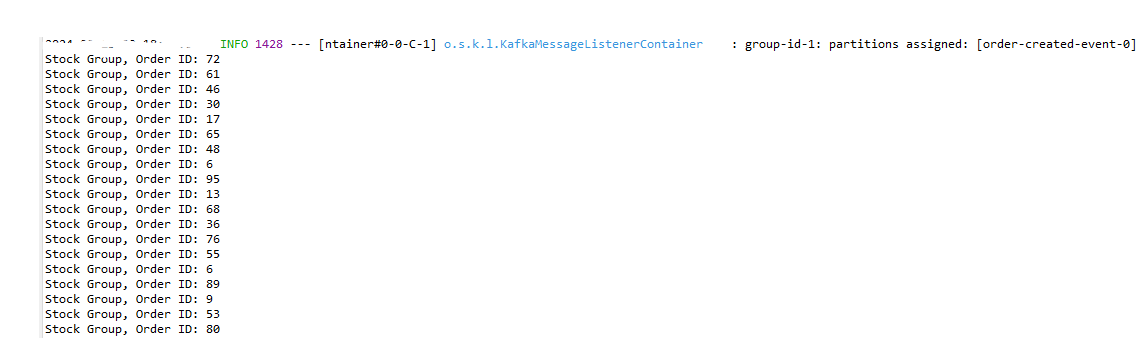 INFO 1428 --- [ntainer#0-0-C-1] o.s.k.l.KafkaMessageListenerContainer : group-id-1: partitions assigned: [order-created-event-0]
Stock Group, Order ID: 72
Stock Group, Order ID: 61
Stock Group, Order ID: 46
Stock Group, Order ID: 30
Stock Group, Order ID: 17
Stock Group, Order ID: 65
Stock Group, Order ID: 48
Stock Group, Order ID: 6
Stock Group, Order ID: 95
Stock Group, Order ID: 13
Stock Group, Order ID: 68
Stock Group, Order ID: 36
Stock Group, Order ID: 76
Stock Group, Order ID: 55
Stock Group, Order ID: 6
Stock Group, Order ID: 89
Stock Group, Order ID: 9
Stock Group, Order ID: 53
Stock Group, Order ID: 80